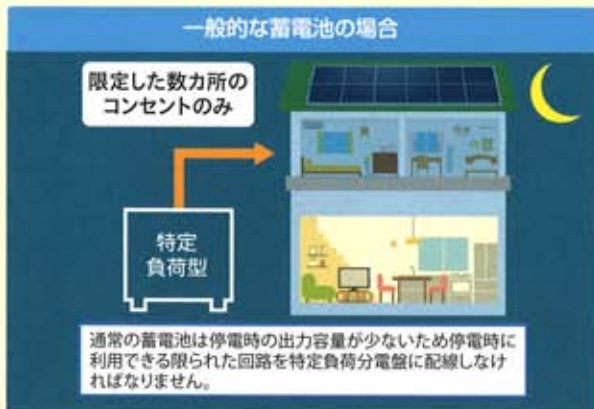 一般的な蓄電池の場合
限定した数カ所の
コンセントのみ
特定
負荷型
通常の蓄電池は停電時の出力容量が少ないため停電時に
利用できる限られた回路を特定負荷分電盤に配線しなけ
ればなりません。